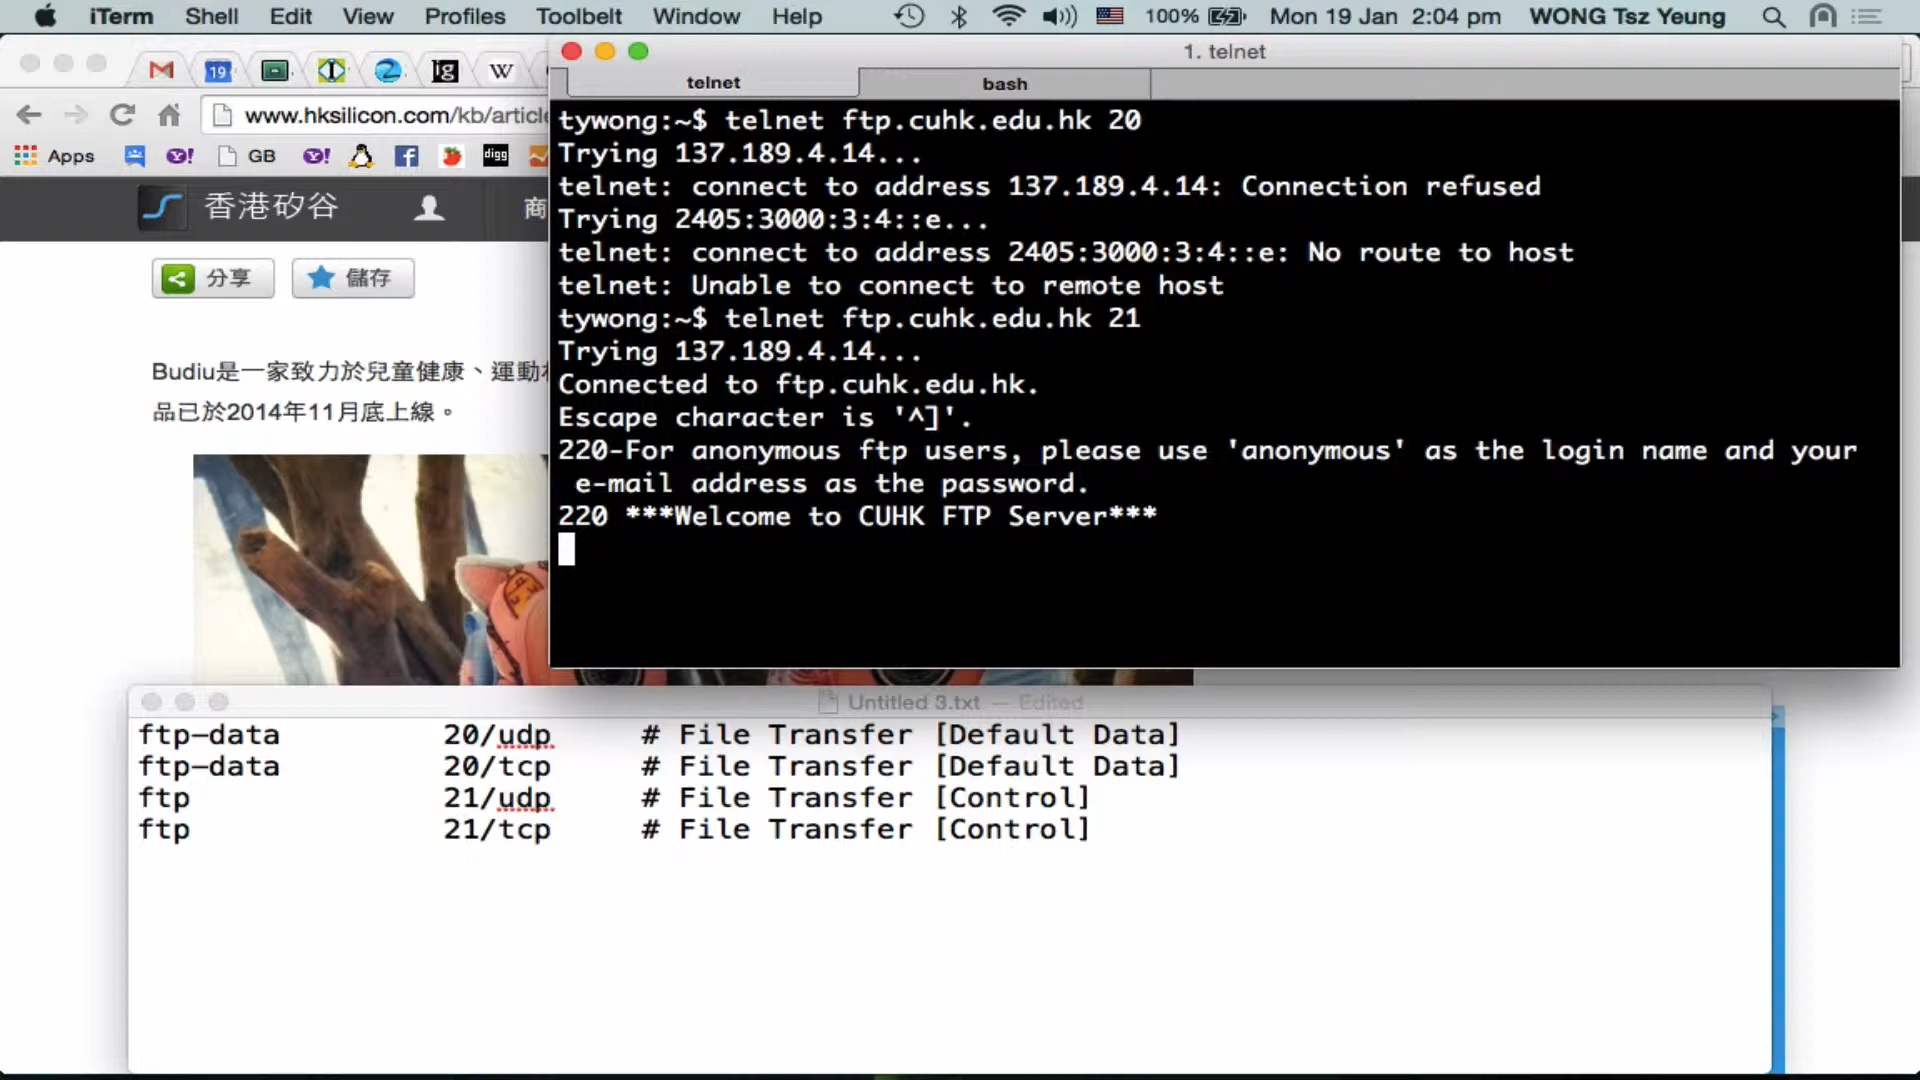 iTerm Shell Edit View Profiles Toolbelt Window Help 100% Mon 19 Jan 2:04 pm WONG Tsz Yeung
1. telnet
telnet bash
www.hksilicon.com/kb/article
Apps GB digg
香港矽谷 商
分享 儲存
Budiu是一家致力於兒童健康、運動
品已於2014年11月底上線。
tywong:~$ telnet ftp.cuhk.edu.hk 20
Trying 137.189.4.14...
telnet: connect to address 137.189.4.14: Connection refused
Trying 2405:3000:3:4::e...
telnet: connect to address 2405:3000:3:4::e: No route to host
telnet: Unable to connect to remote host
tywong:~$ telnet ftp.cuhk.edu.hk 21
Trying 137.189.4.14...
Connected to ftp.cuhk.edu.hk.
Escape character is '^]'.
220-For anonymous ftp users, please use 'anonymous' as the login name and your
e-mail address as the password.
220 ***Welcome to CUHK FTP Server***
Untitled 3.txt — Edited
ftp-data 20/udp # File Transfer [Default Data]
ftp-data 20/tcp # File Transfer [Default Data]
ftp 21/udp # File Transfer [Control]
ftp 21/tcp # File Transfer [Control]